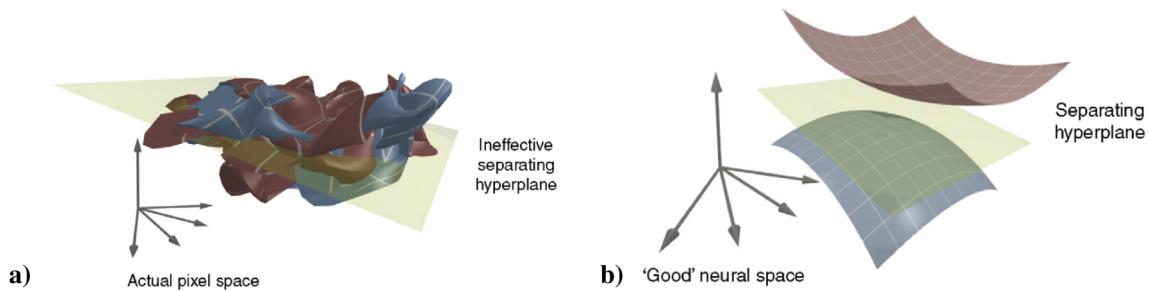 Ineffective
separating
hyperplane
a)
Actual pixel space
Separating
hyperplane
b)
'Good' neural space